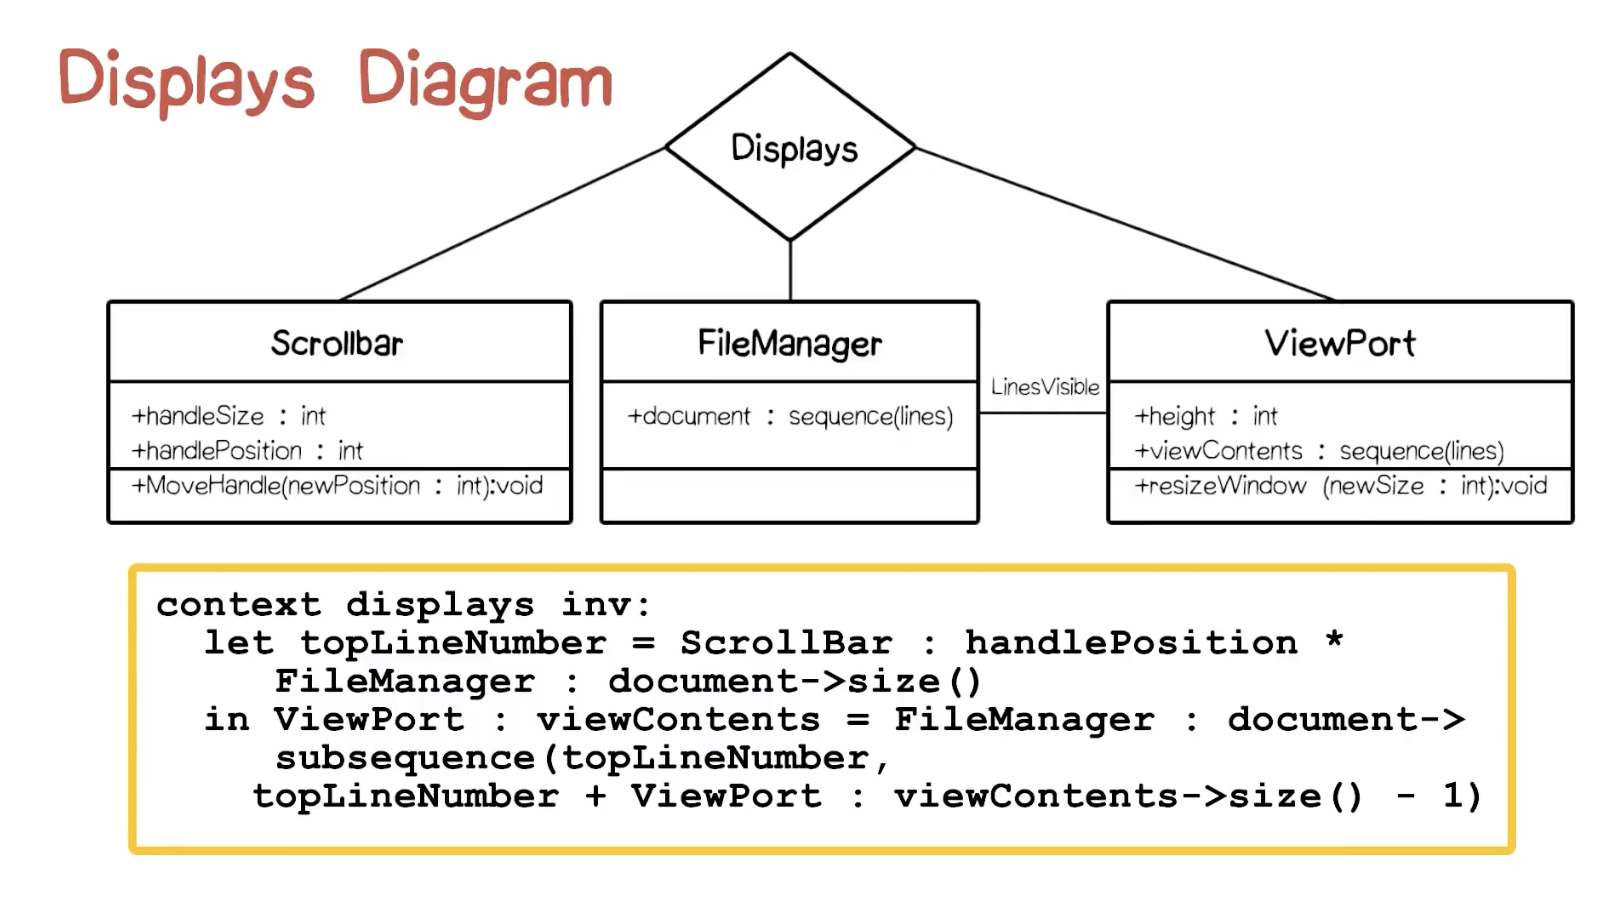 Displays Diagram
Displays
Scrollbar
+handleSize : int
+handlePosition : int
+MoveHandle(newPosition : int):void
FileManager
+document : sequence(lines)
LinesVisible
ViewPort
+height : int
+viewContents : sequence(lines)
+resizeWindow (newSize : int):void
context displays inv:
let topLineNumber = ScrollBar : handlePosition *
FileManager : document->size()
in ViewPort : viewContents = FileManager : document->
subsequence(topLineNumber,
topLineNumber + ViewPort : viewContents->size() - 1)